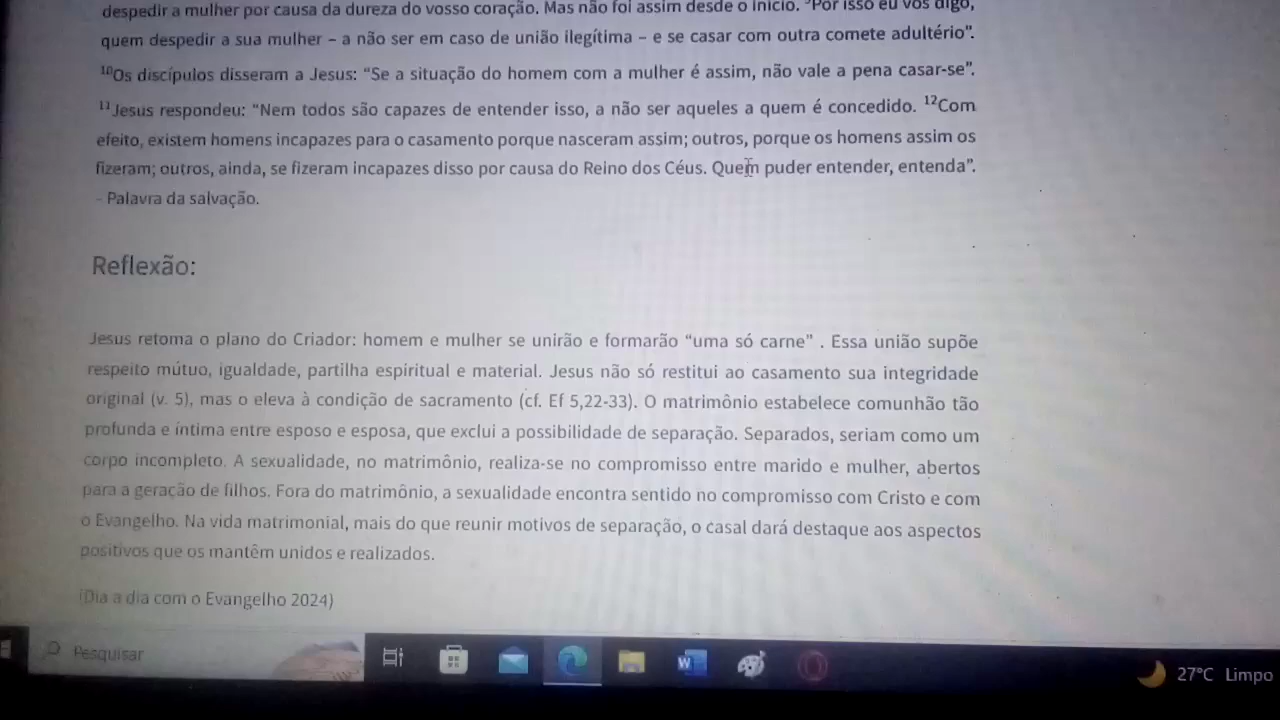 despedir a mulher por causa da dureza do vosso coração. Mas não foi assim desde o início. ⁹Por isso eu vos digo,
quem despedir a sua mulher – a não ser em caso de união ilegítima – e se casar com outra comete adultério”.
¹⁰Os discípulos disseram a Jesus: “Se a situação do homem com a mulher é assim, não vale a pena casar-se”.
¹¹Jesus respondeu: “Nem todos são capazes de entender isso, a não ser aqueles a quem é concedido. ¹²Com
efeito, existem homens incapazes para o casamento porque nasceram assim; outros, porque os homens assim os
fizeram; outros, ainda, se fizeram incapazes disso por causa do Reino dos Céus. Quem puder entender, entenda”.
- Palavra da salvação.
Reflexão:
Jesus retoma o plano do Criador: homem e mulher se unirão e formarão “uma só carne” . Essa união supõe
respeito mútuo, igualdade, partilha espiritual e material. Jesus não só restitui ao casamento sua integridade
original (v. 5), mas o eleva à condição de sacramento (cf. Ef 5,22-33). O matrimônio estabelece comunhão tão
profunda e íntima entre esposo e esposa, que exclui a possibilidade de separação. Separados, seriam como um
corpo incompleto. A sexualidade, no matrimônio, realiza-se no compromisso entre marido e mulher, abertos
para a geração de filhos. Fora do matrimônio, a sexualidade encontra sentido no compromisso com Cristo e com
o Evangelho. Na vida matrimonial, mais do que reunir motivos de separação, o casal dará destaque aos aspectos
positivos que os mantêm unidos e realizados.
(Dia a dia com o Evangelho 2024)
Pesquisar
W
27°C Limpo